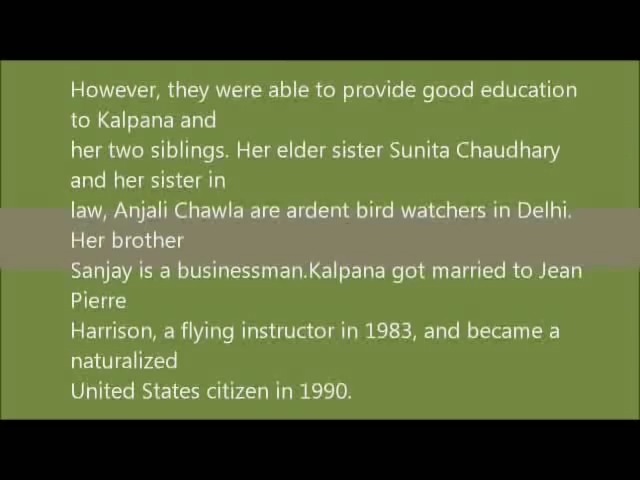 However, they were able to provide good education
to Kalpana and
her two siblings. Her elder sister Sunita Chaudhary
and her sister in
law, Anjali Chawla are ardent bird watchers in Delhi.
Her brother
Sanjay is a businessman.Kalpana got married to Jean
Pierre
Harrison, a flying instructor in 1983, and became a
naturalized
United States citizen in 1990.